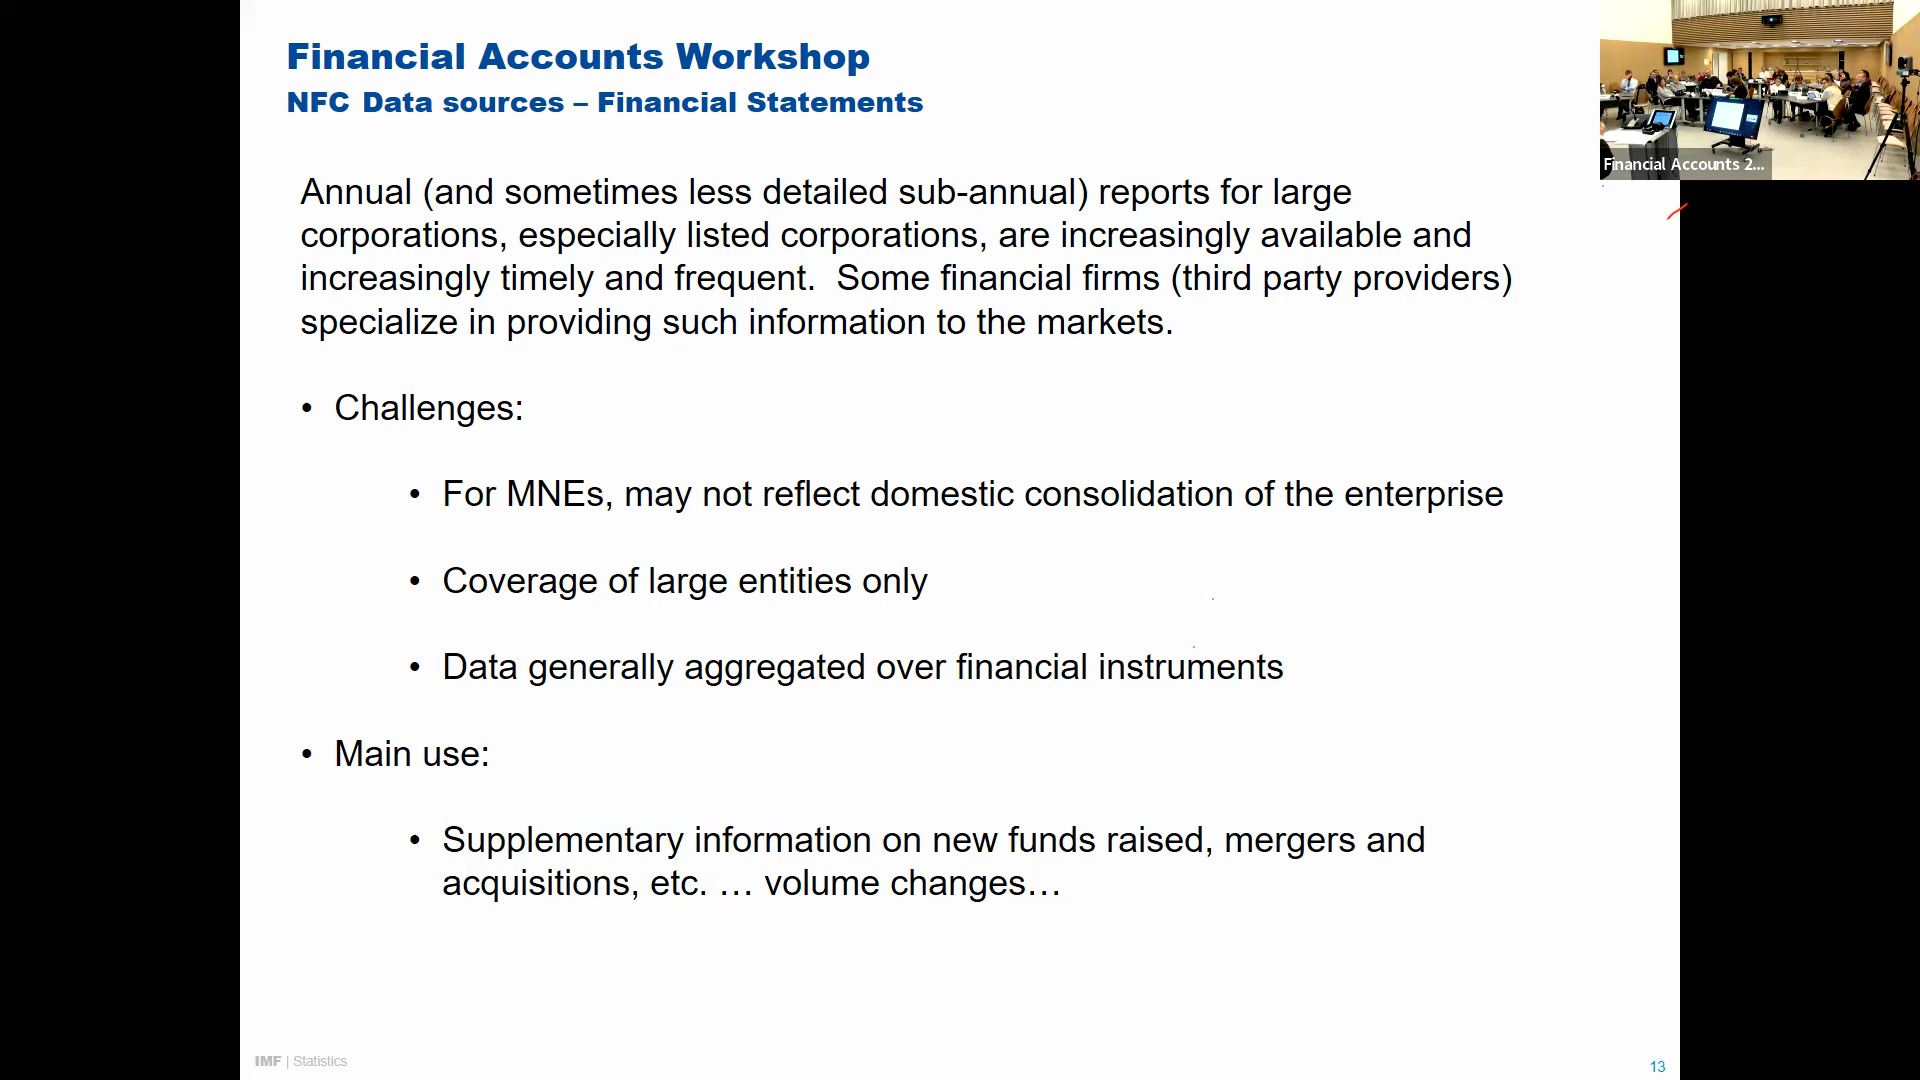 Financial Accounts Workshop
NFC Data sources – Financial Statements
Financial Accounts 2...
Annual (and sometimes less detailed sub-annual) reports for large
corporations, especially listed corporations, are increasingly available and
increasingly timely and frequent.  Some financial firms (third party providers)
specialize in providing such information to the markets.
• Challenges:
• For MNEs, may not reflect domestic consolidation of the enterprise
• Coverage of large entities only
• Data generally aggregated over financial instruments
• Main use:
• Supplementary information on new funds raised, mergers and
acquisitions, etc. … volume changes…
IMF | Statistics
13